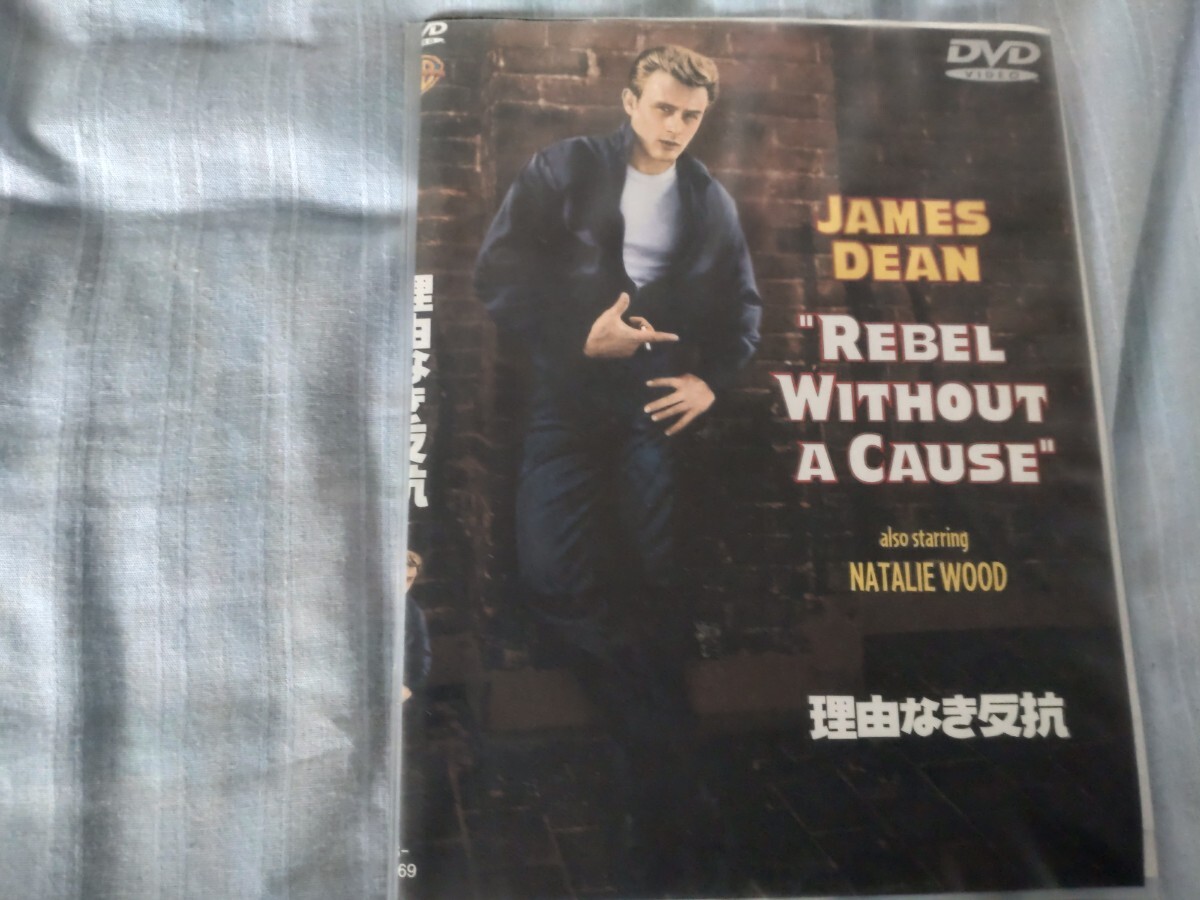 DVD
VIDEO
JAMES
DEAN
"REBEL
WITHOUT
A CAUSE"
also starring
NATALIE WOOD
理由なき反抗
理由なき反抗
69